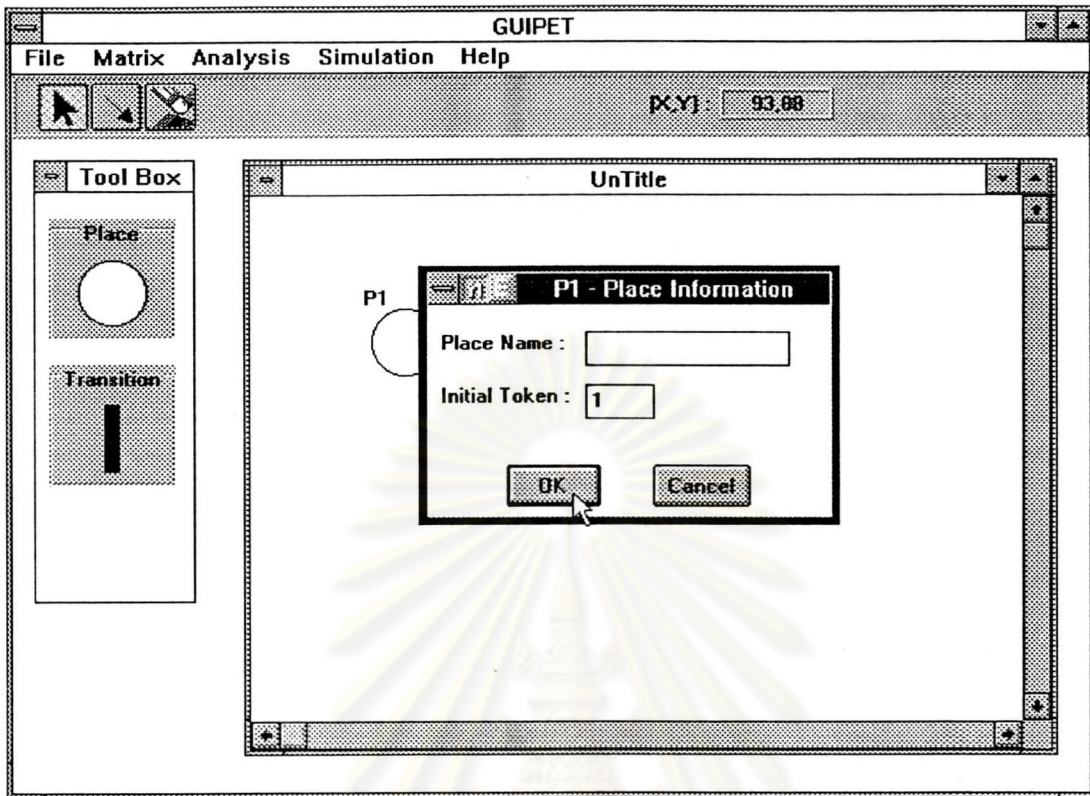 GUIPET
File Matrix Analysis Simulation Help
[X,Y] : 93,88
Tool Box
UnTitle
Place
P1
P1 - Place Information
Place Name :
Initial Token : 1
Transition
OK
Cancel